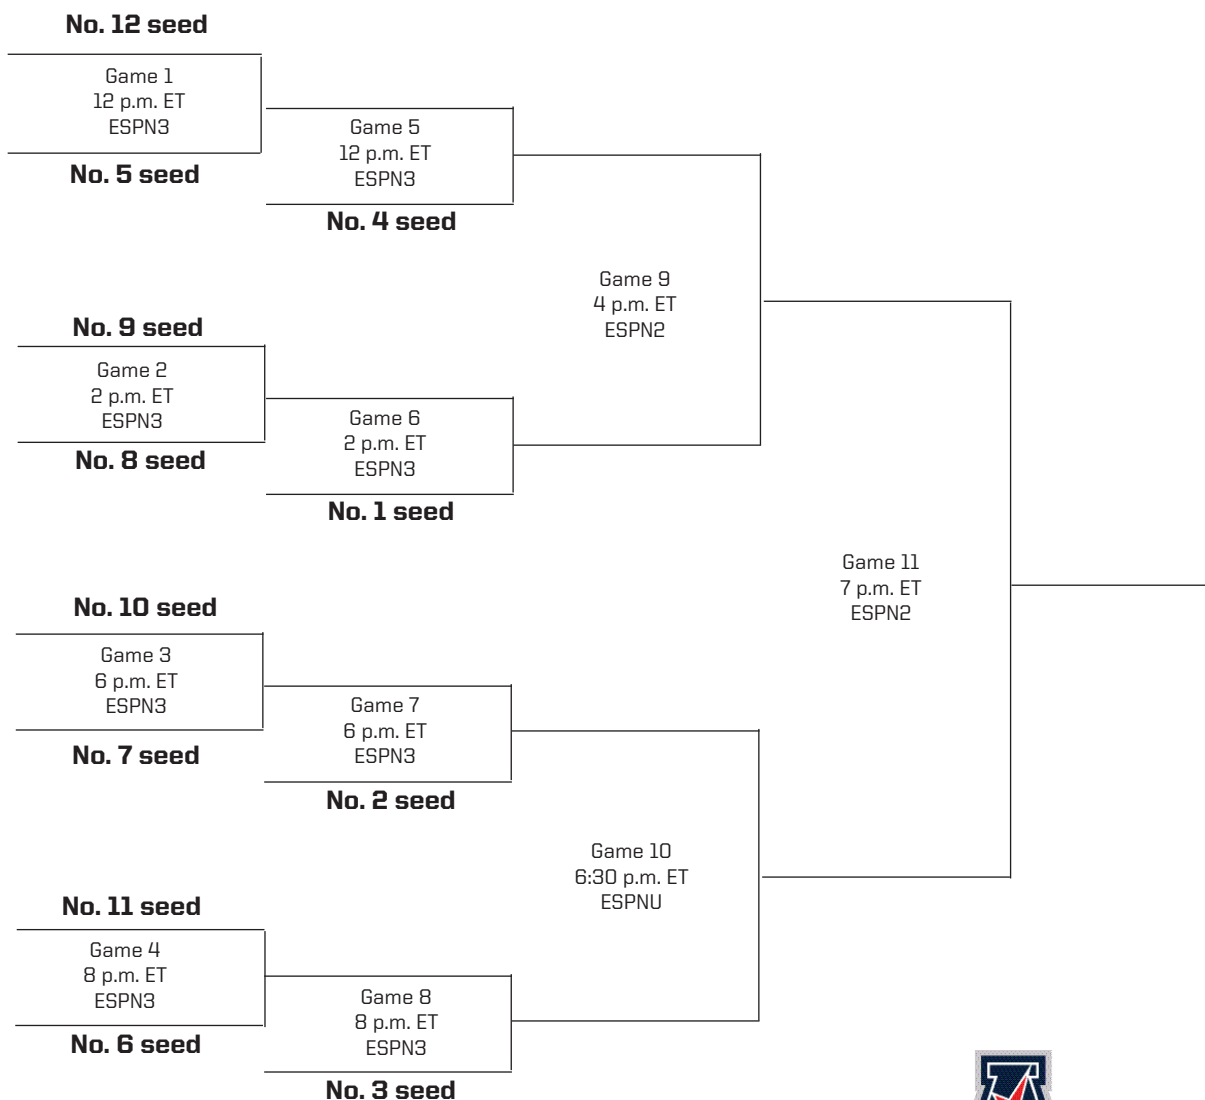 No. 12 seed
Game 1
12 p.m. ET
ESPN3
No. 5 seed
Game 5
12 p.m. ET
ESPN3
No. 4 seed
Game 9
4 p.m. ET
ESPN2
No. 9 seed
Game 2
2 p.m. ET
ESPN3
No. 8 seed
Game 6
2 p.m. ET
ESPN3
No. 1 seed
Game 11
7 p.m. ET
ESPN2
No. 10 seed
Game 3
6 p.m. ET
ESPN3
No. 7 seed
Game 7
6 p.m. ET
ESPN3
No. 2 seed
Game 10
6:30 p.m. ET
ESPNU
No. 11 seed
Game 4
8 p.m. ET
ESPN3
No. 6 seed
Game 8
8 p.m. ET
ESPN3
No. 3 seed